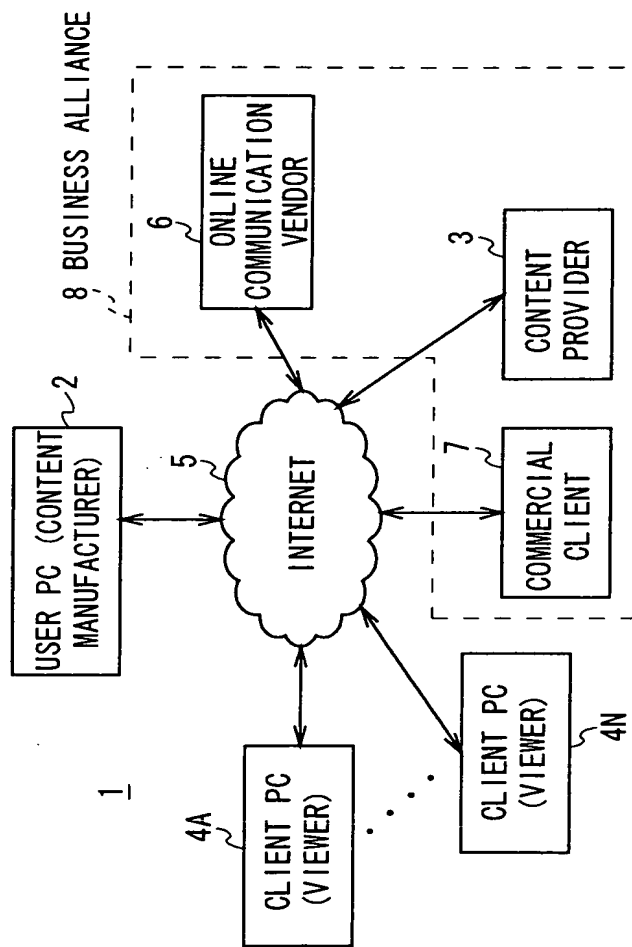 1
2
USER PC (CONTENT
MANUFACTURER)
8 BUSINESS ALLIANCE
6
ONLINE
COMMUNICATION
VENDOR
5
INTERNET
4A
CLIENT PC
(VIEWER)
CLIENT PC
(VIEWER)
4N
7
COMMERCIAL
CLIENT
3
CONTENT
PROVIDER